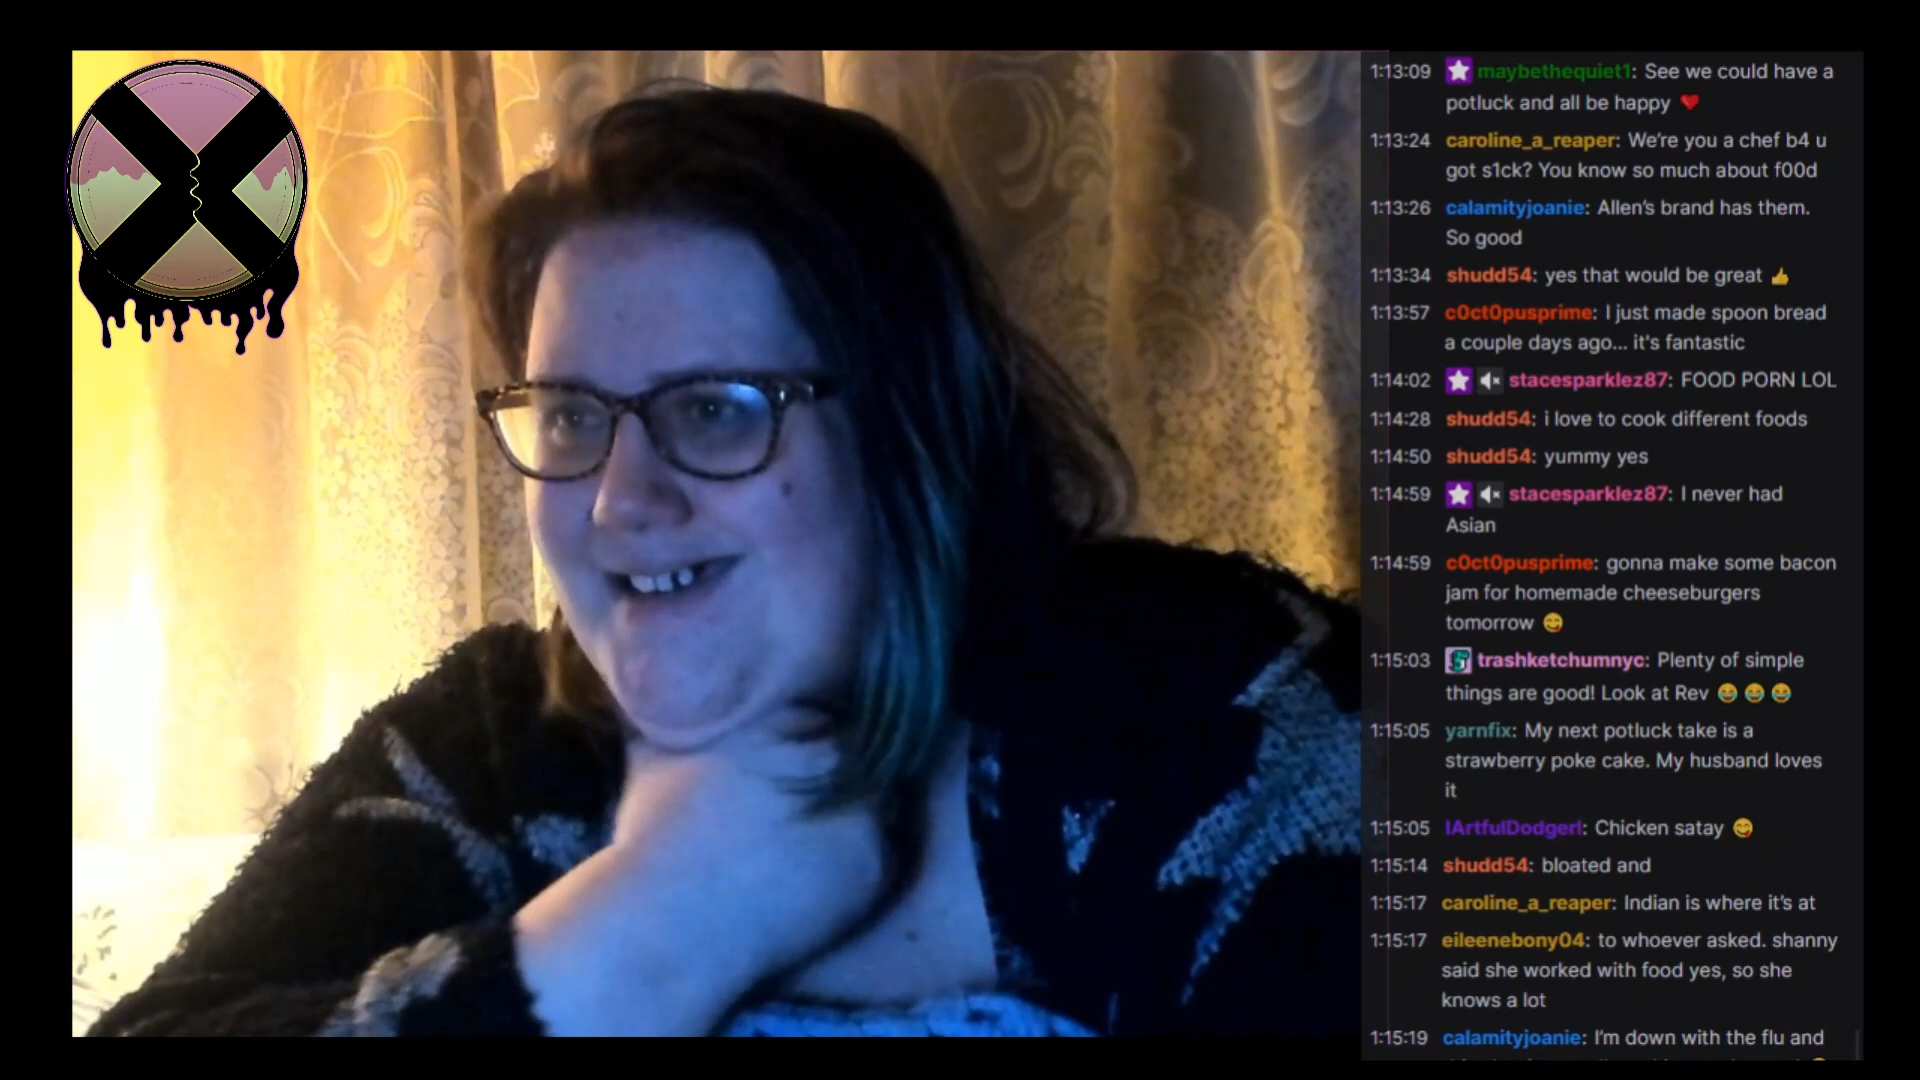 1:13:09 maybethequiet1: See we could have a
potluck and all be happy ❤️
1:13:24 caroline_a_reaper: We're you a chef b4 u
got s1ck? You know so much about f00d
1:13:26 calamityjoanie: Allen's brand has them.
So good
1:13:34 shudd54: yes that would be great 👍
1:13:57 c0ct0pusprime: I just made spoon bread
a couple days ago... it's fantastic
1:14:02 stacesparklez87: FOOD PORN LOL
1:14:28 shudd54: i love to cook different foods
1:14:50 shudd54: yummy yes
1:14:59 stacesparklez87: I never had
Asian
1:14:59 c0ct0pusprime: gonna make some bacon
jam for homemade cheeseburgers
tomorrow 😋
1:15:03 trashketchumnyc: Plenty of simple
things are good! Look at Rev 😂 😂 😂
1:15:05 yarnfix: My next potluck take is a
strawberry poke cake. My husband loves
it
1:15:05 lArtfulDodgerl: Chicken satay 😋
1:15:14 shudd54: bloated and
1:15:17 caroline_a_reaper: Indian is where it's at
1:15:17 eileenebony04: to whoever asked. shanny
said she worked with food yes, so she
knows a lot
1:15:19 calamityjoanie: I'm down with the flu and